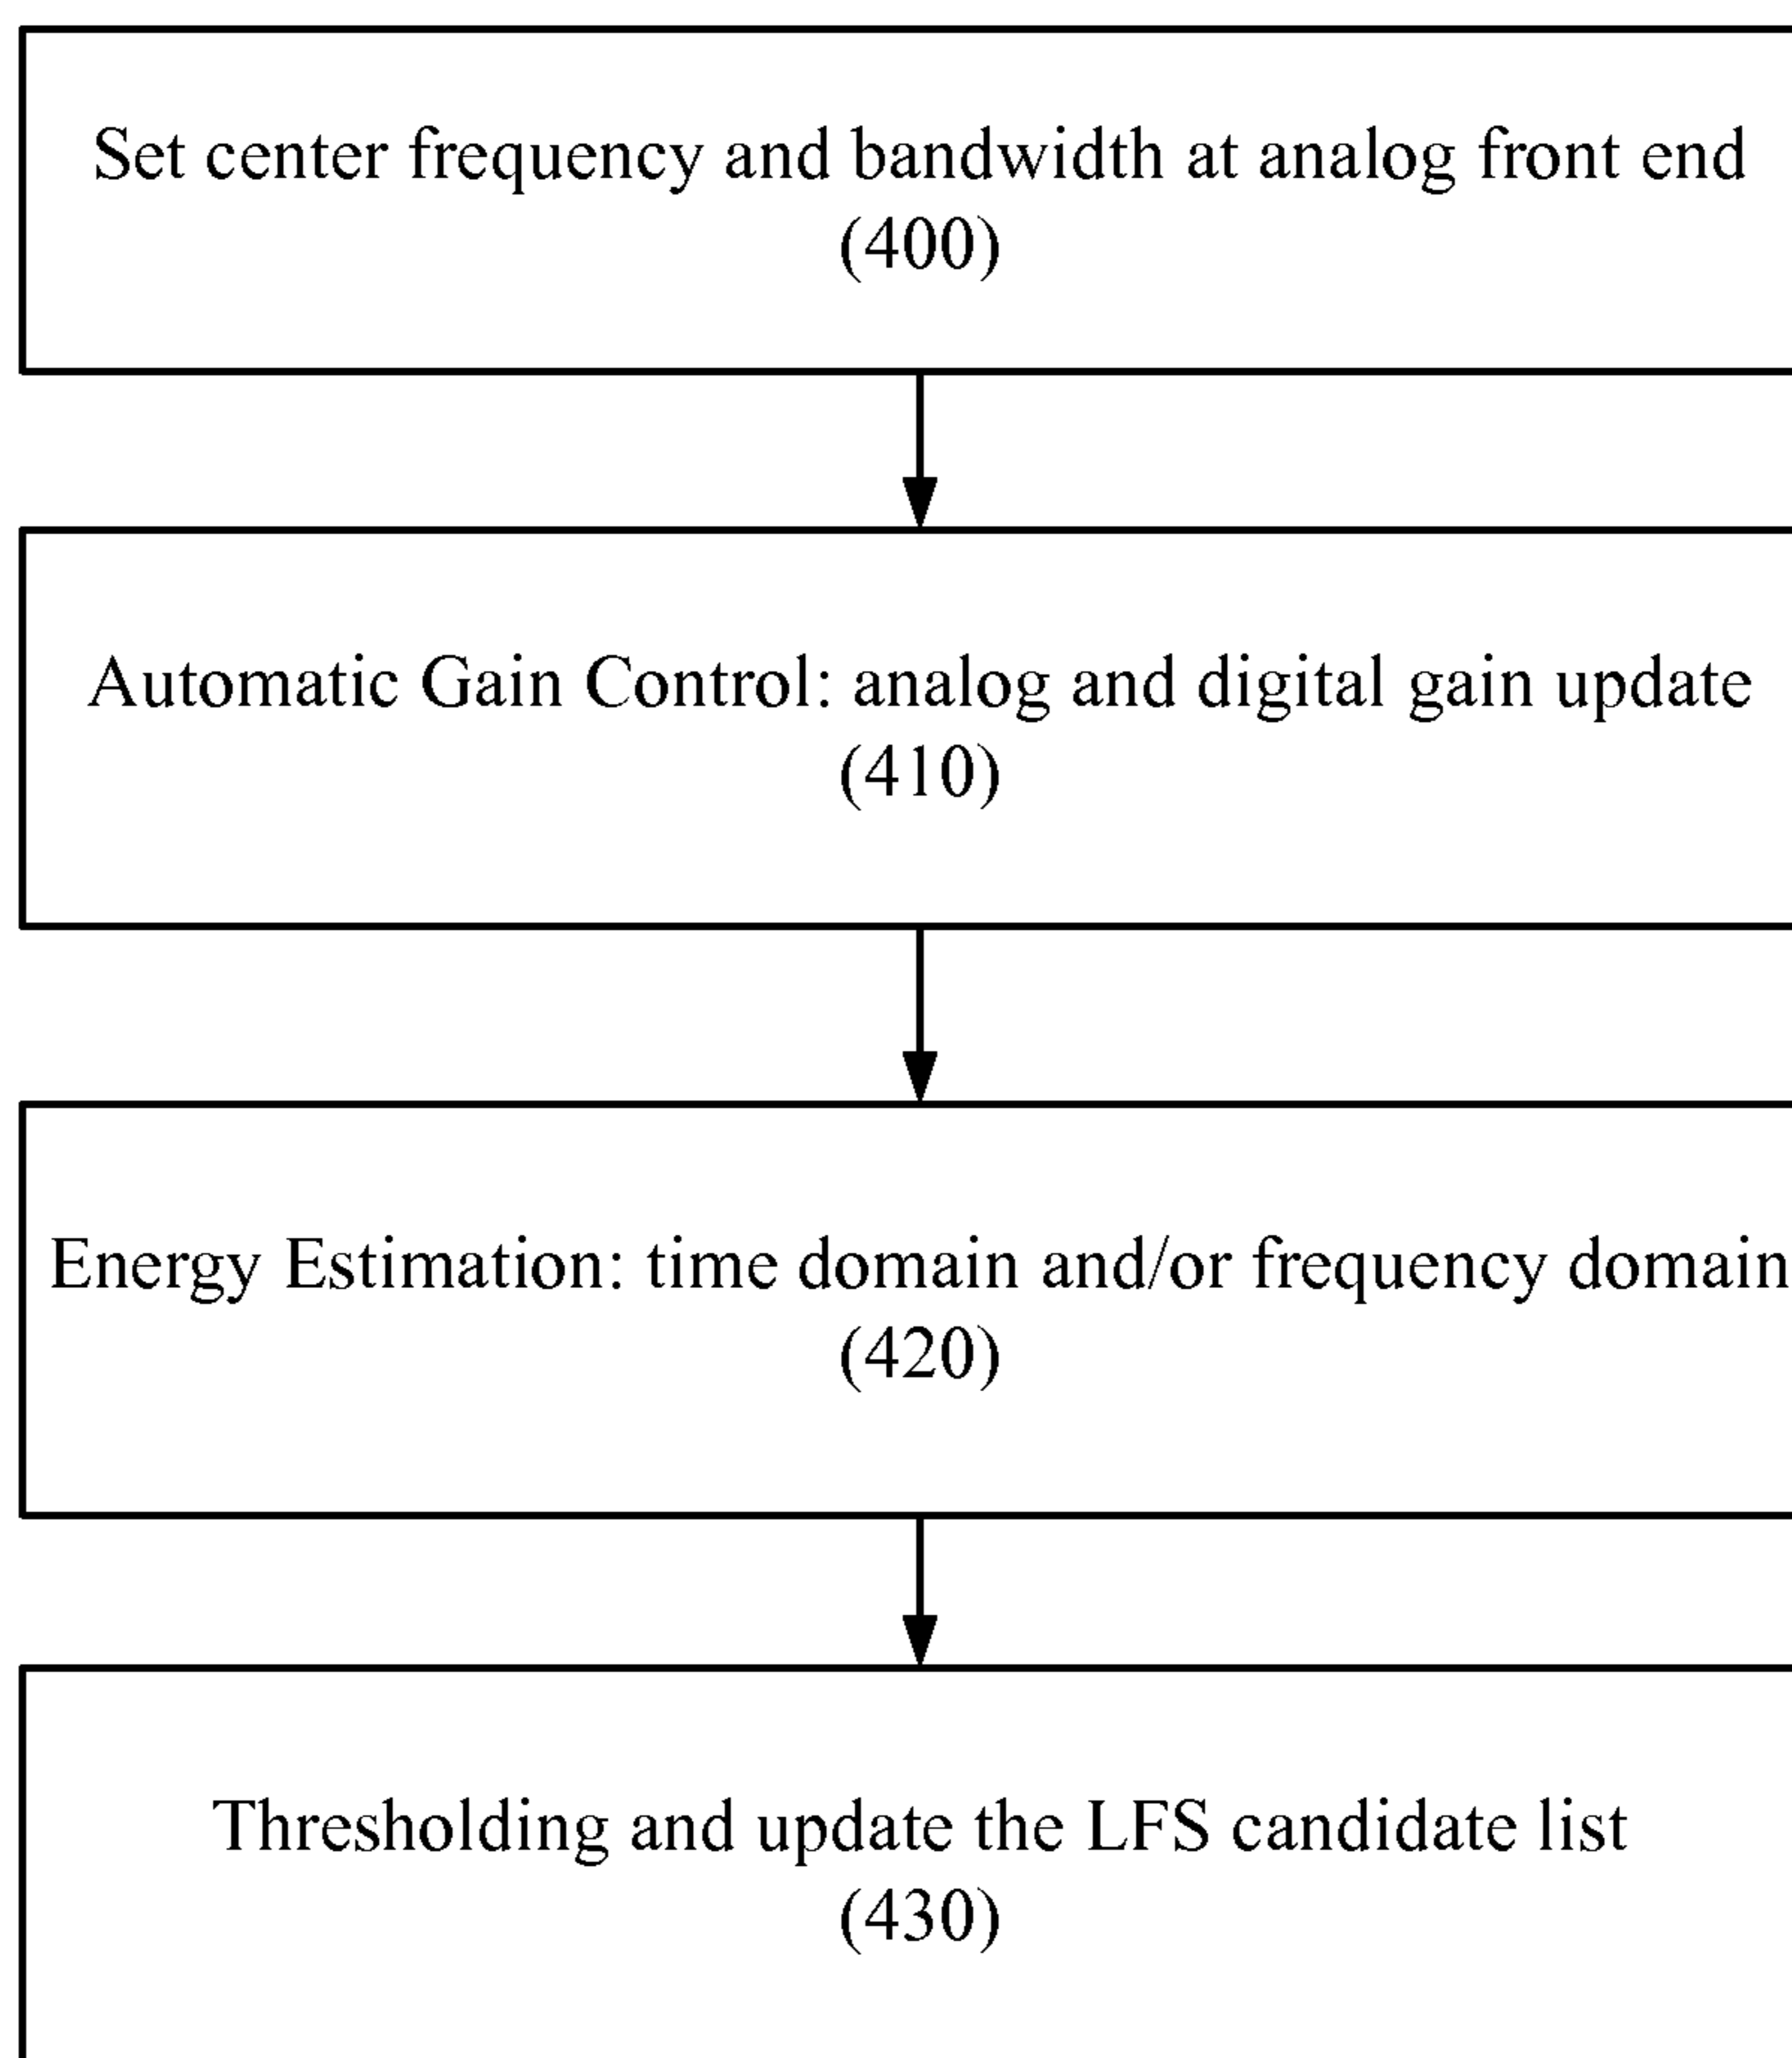 Set center frequency and bandwidth at analog front end
(400)
Automatic Gain Control: analog and digital gain update
(410)
Energy Estimation: time domain and/or frequency domain
(420)
Thresholding and update the LFS candidate list
(430)